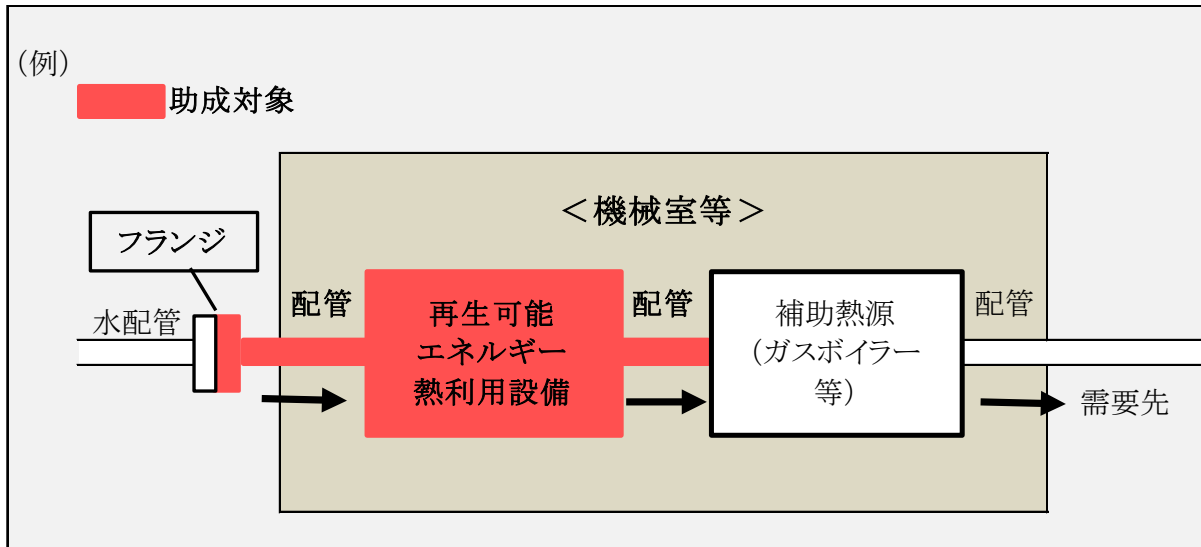 (例)
助成対象
＜機械室等＞
フランジ
水配管
配管
再生可能
エネルギー
熱利用設備
配管
補助熱源
(ガスボイラー
等)
配管
需要先